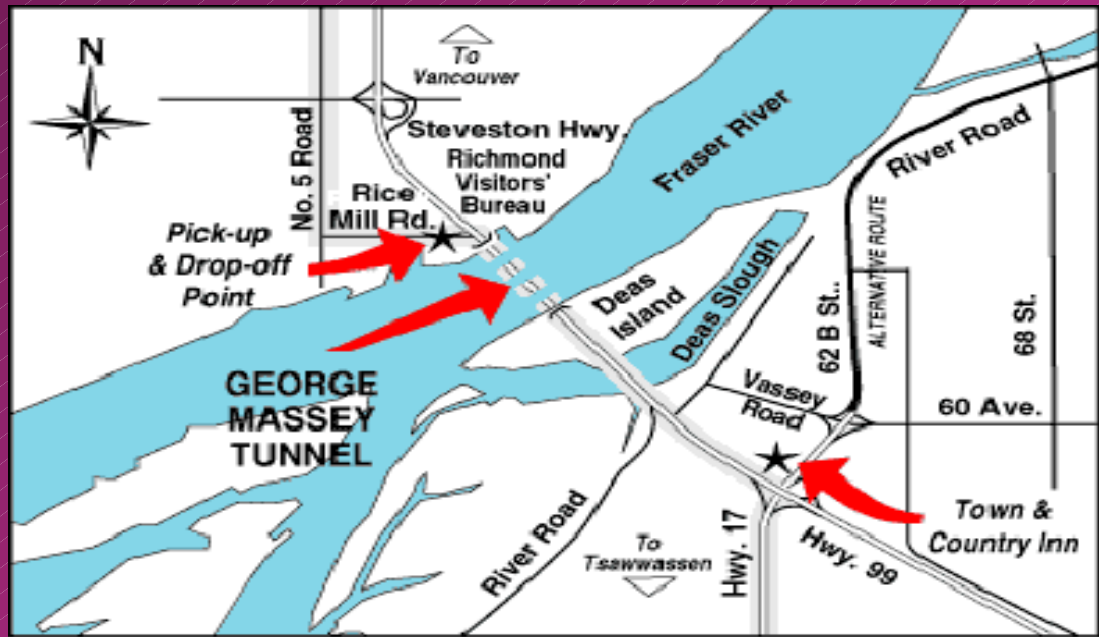 N
To
Vancouver
Steveston Hwy.
Richmond
Visitors'
Bureau
No. 5 Road
Rice
Mill Rd.
Pick-up
& Drop-off
Point
Fraser River
River Road
Deas
Island
Deas Slough
62 B St..
ALTERNATIVE ROUTE
68 St.
GEORGE
MASSEY
TUNNEL
Vassey
Road
60 Ave.
River Road
To
Tsawwassen
Hwy. 17
Hwy. 99
Town &
Country Inn